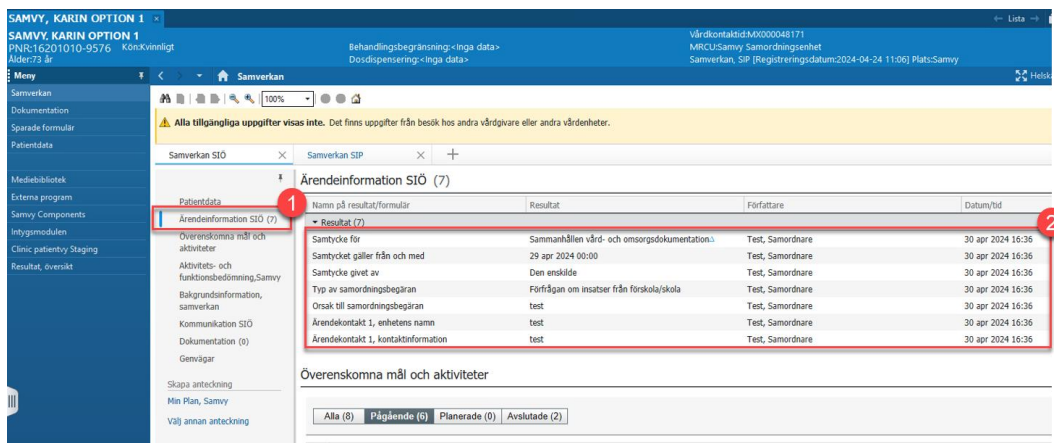 SAMVY, KARIN OPTION 1
Lista
SAMVY, KARIN OPTION 1
PNR:16201010-9576 Kön:Kvinnligt
Ålder:73 år
Behandlingsbegränsning:<Inga data>
Dosdispensering:<Inga data>
Vårdkontaktid:MX000048171
MRCU:Samvy Samordningsenhet
Samverkan, SIP [Registreringsdatum:2024-04-24 11:06] Plats:Samvy
Meny
Samverkan
Samverkan
Dokumentation
Sparade formulär
Patientdata
Mediebibliotek
Externa program
Samvy Components
Intygsmodulen
Clinic patientvy Staging
Resultat, översikt
100%
Alla tillgängliga uppgifter visas inte. Det finns uppgifter från besök hos andra vårdgivare eller andra vårdenheter.
Samverkan SIÖ
Samverkan SIP
Patientdata
1
Ärendeinformation SIÖ (7)
Överenskomna mål och
aktiviteter
Aktivitets- och
funktionsbedömning,Samvy
Bakgrundsinformation,
samverkan
Kommunikation SIÖ
Dokumentation (0)
Genvägar
Skapa anteckning
Min Plan, Samvy
Välj annan anteckning
Ärendeinformation SIÖ (7)
Namn på resultat/formulär Resultat Författare Datum/tid
Resultat (7)
2
Samtycke för Sammanhållen vård- och omsorgsdokumentation Test, Samordnare 30 apr 2024 16:36
Samtycket gäller från och med 29 apr 2024 00:00 Test, Samordnare 30 apr 2024 16:36
Samtycke givet av Den enskilde Test, Samordnare 30 apr 2024 16:36
Typ av samordningsbegäran Förfrågan om insatser från förskola/skola Test, Samordnare 30 apr 2024 16:36
Orsak till samordningsbegäran test Test, Samordnare 30 apr 2024 16:36
Ärendekontakt 1, enhetens namn test Test, Samordnare 30 apr 2024 16:36
Ärendekontakt 1, kontaktinformation test Test, Samordnare 30 apr 2024 16:36
Överenskomna mål och aktiviteter
Alla (8) Pågående (6) Planerade (0) Avslutade (2)